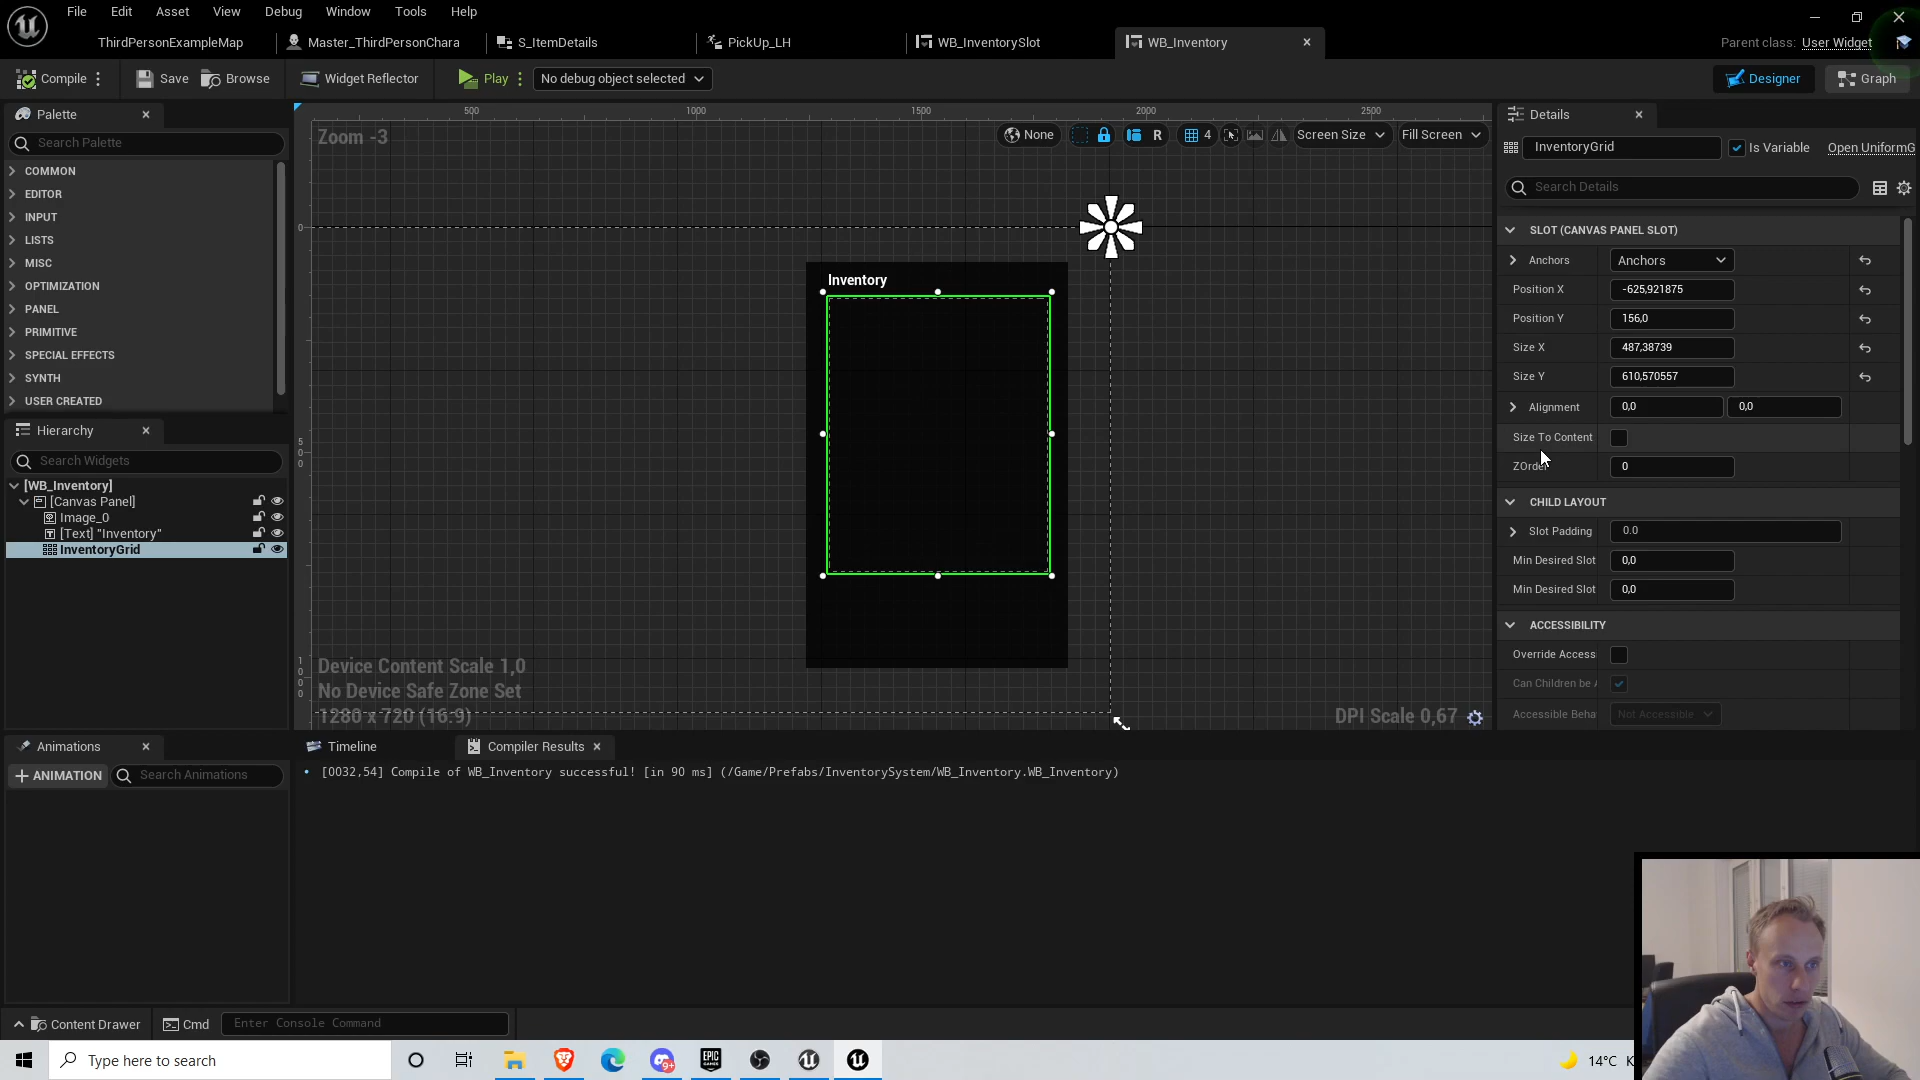 File Edit Asset View Debug Window Tools Help
ThirdPersonExampleMap Master_ThirdPersonChara S_ItemDetails PickUp_LH WB_InventorySlot WB_Inventory Parent class: User Widget
Compile Save Browse Widget Reflector Play No debug object selected Designer Graph
Palette
Search Palette
COMMON
EDITOR
INPUT
LISTS
MISC
OPTIMIZATION
PANEL
PRIMITIVE
SPECIAL EFFECTS
SYNTH
USER CREATED
Hierarchy
Search Widgets
[WB_Inventory]
[Canvas Panel]
Image_0
[Text] "Inventory"
InventoryGrid
500 1000 1500 2000 2500
Zoom -3
None R 4 Screen Size Fill Screen
0
500
1000
Inventory
Device Content Scale 1,0
No Device Safe Zone Set
1280 x 720 (16:9)
DPI Scale 0,67
Details
InventoryGrid Is Variable Open UniformG
Search Details
SLOT (CANVAS PANEL SLOT)
Anchors Anchors
Position X -625,921875
Position Y 156,0
Size X 487,38739
Size Y 610,570557
Alignment 0,0 0,0
Size To Content
ZOrder 0
CHILD LAYOUT
Slot Padding 0.0
Min Desired Slot 0,0
Min Desired Slot 0,0
ACCESSIBILITY
Override Access
Can Children be
Accessible Beha Not Accessible
Animations
ANIMATION Search Animations
Timeline Compiler Results
[0032,54] Compile of WB_Inventory successful! [in 90 ms] (/Game/Prefabs/InventorySystem/WB_Inventory.WB_Inventory)
Content Drawer Cmd Enter Console Command
Type here to search
9+
EPIC GAMES
14°C